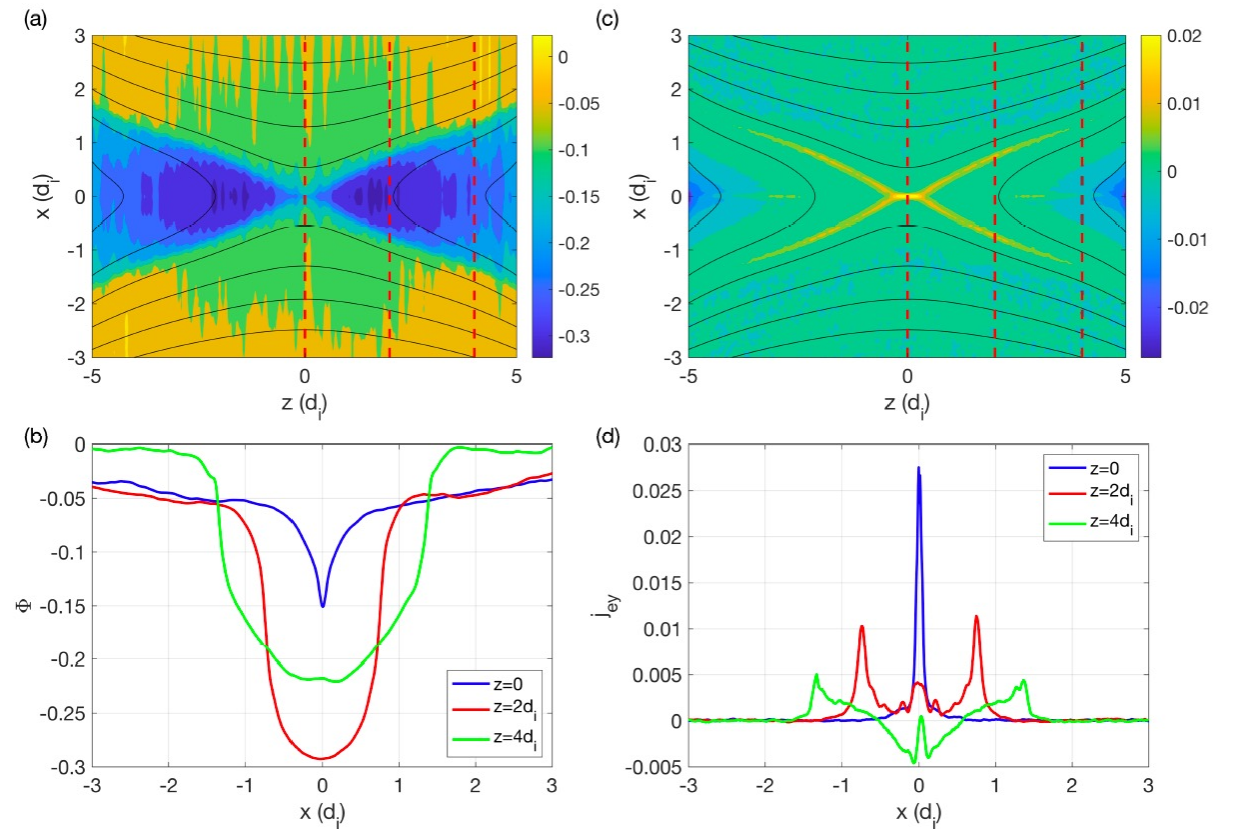 (a)
3
2
1
0
-1
-2
-3
x (d_i)
-5
0
5
z (d_i)
0
-0.05
-0.1
-0.15
-0.2
-0.25
-0.3
(c)
3
2
1
0
-1
-2
-3
x (d_i)
-5
0
5
z (d_i)
0.02
0.01
0
-0.01
-0.02
(b)
0
-0.05
-0.1
-0.15
-0.2
-0.25
-0.3
Φ
-3 -2 -1 0 1 2 3
x (d_i)
z=0
z=2d_i
z=4d_i
(d)
0.03
0.025
0.02
0.015
0.01
0.005
0
-0.005
j_ey
-3 -2 -1 0 1 2 3
x (d_i)
z=0
z=2d_i
z=4d_i